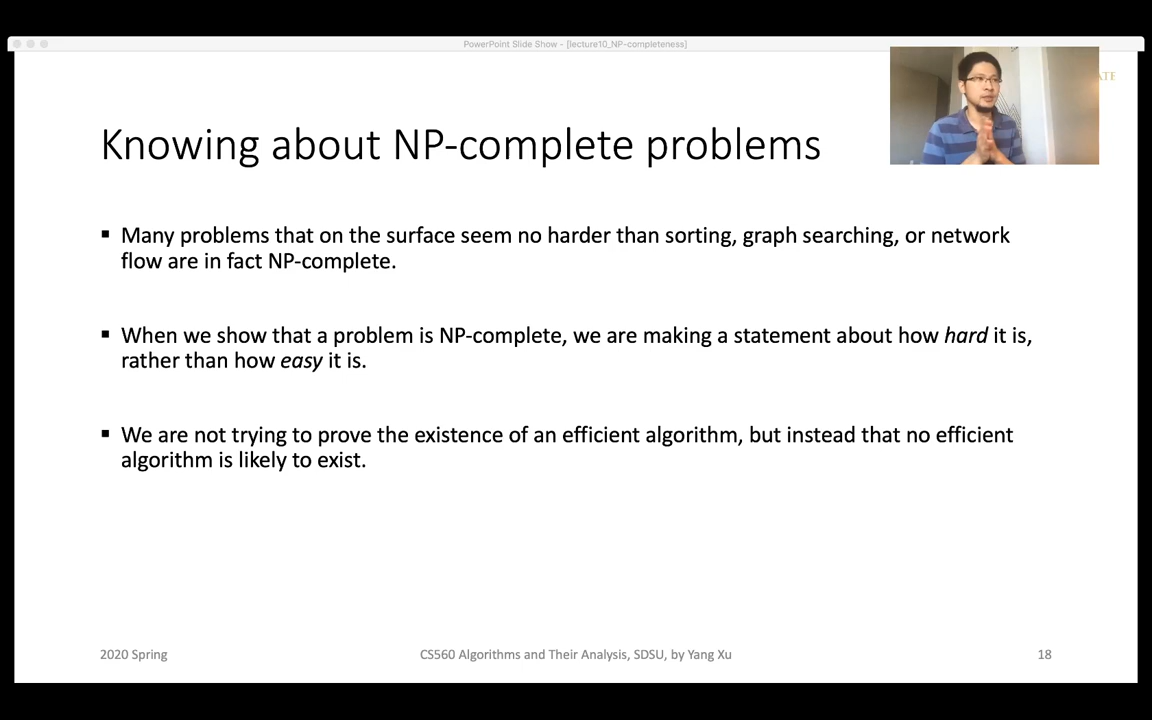 PowerPoint Slide Show - [lecture10_NP-completeness]
ATE
Knowing about NP-complete problems
▪ Many problems that on the surface seem no harder than sorting, graph searching, or network
flow are in fact NP-complete.
▪ When we show that a problem is NP-complete, we are making a statement about how hard it is,
rather than how easy it is.
▪ We are not trying to prove the existence of an efficient algorithm, but instead that no efficient
algorithm is likely to exist.
2020 Spring
CS560 Algorithms and Their Analysis, SDSU, by Yang Xu
18